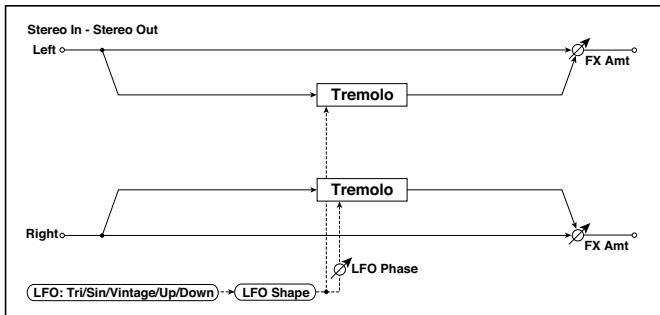 Stereo In - Stereo Out
Left
FX Amt
Tremolo
Tremolo
Right
FX Amt
LFO Phase
LFO: Tri/Sin/Vintage/Up/Down
LFO Shape